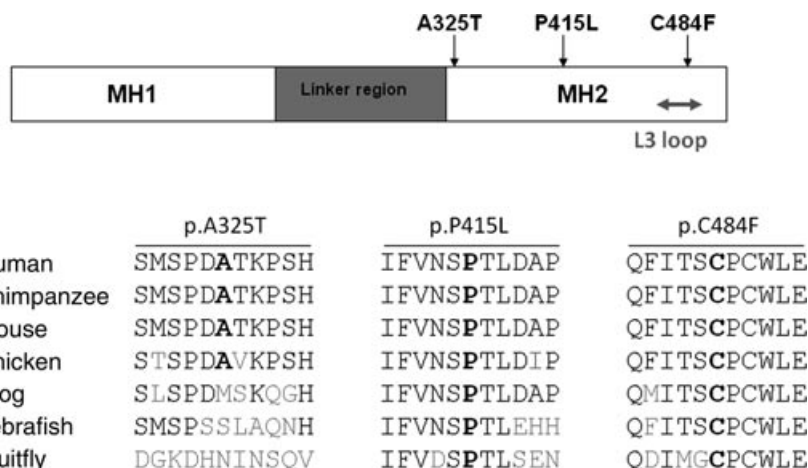 A325T P415L C484F
MH1 Linker region MH2
L3 loop
p.A325T p.P415L p.C484F
uman SMSPDATKPSH IFVNSPTLDAP QFITSCPCWLE
himpanzee SMSPDATKPSH IFVNSPTLDAP QFITSCPCWLE
ouse SMSPDATKPSH IFVNSPTLDAP QFITSCPCWLE
hicken STSPDAVKPSH IFVNSPTLDIP QFITSCPCWLE
og SLSPDMSKQGH IFVNSPTLDAP QMITSCPCWLE
ebrafish SMSPSSLAQNH IFVNSPTLEHH QFITSCPCWLE
uitfly DGKDHNINSQV IFVDSPTLSEN QDIMGCPCWLE